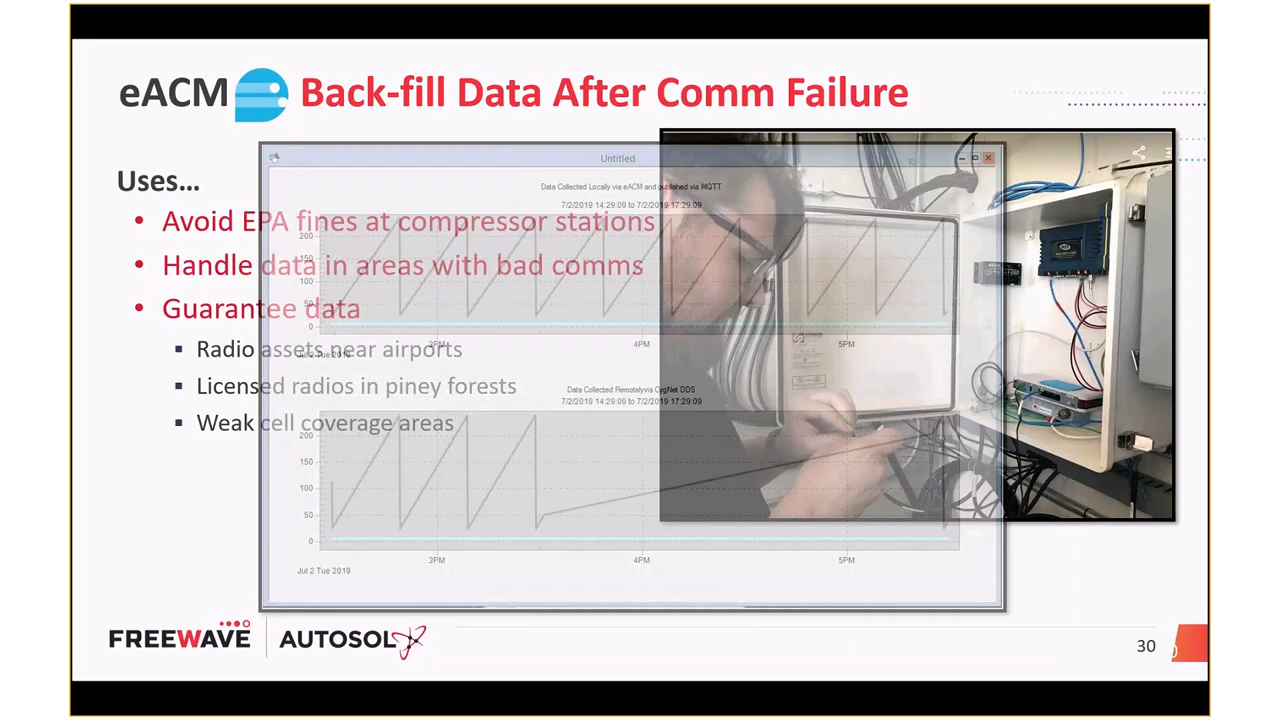 eACM Back-fill Data After Comm Failure
Uses…
• Avoid EPA fines at compressor stations
• Handle data in areas with bad comms
• Guarantee data
▪ Radio assets near airports
▪ Licensed radios in piney forests
▪ Weak cell coverage areas
Untitled
Data Collected Locally via eACM and published via MQTT
7/2/2019 14:29:09 to 7/2/2019 17:29:09
200
150
100
50
0
3PM 4PM 5PM
Jul 2 Tue 2019
Data Collected Remotelyvia CygNet DDS
7/2/2019 14:29:09 to 7/2/2019 17:29:09
200
150
100
50
0
3PM 4PM 5PM
Jul 2 Tue 2019
FREEWAVE AUTOSOL
30